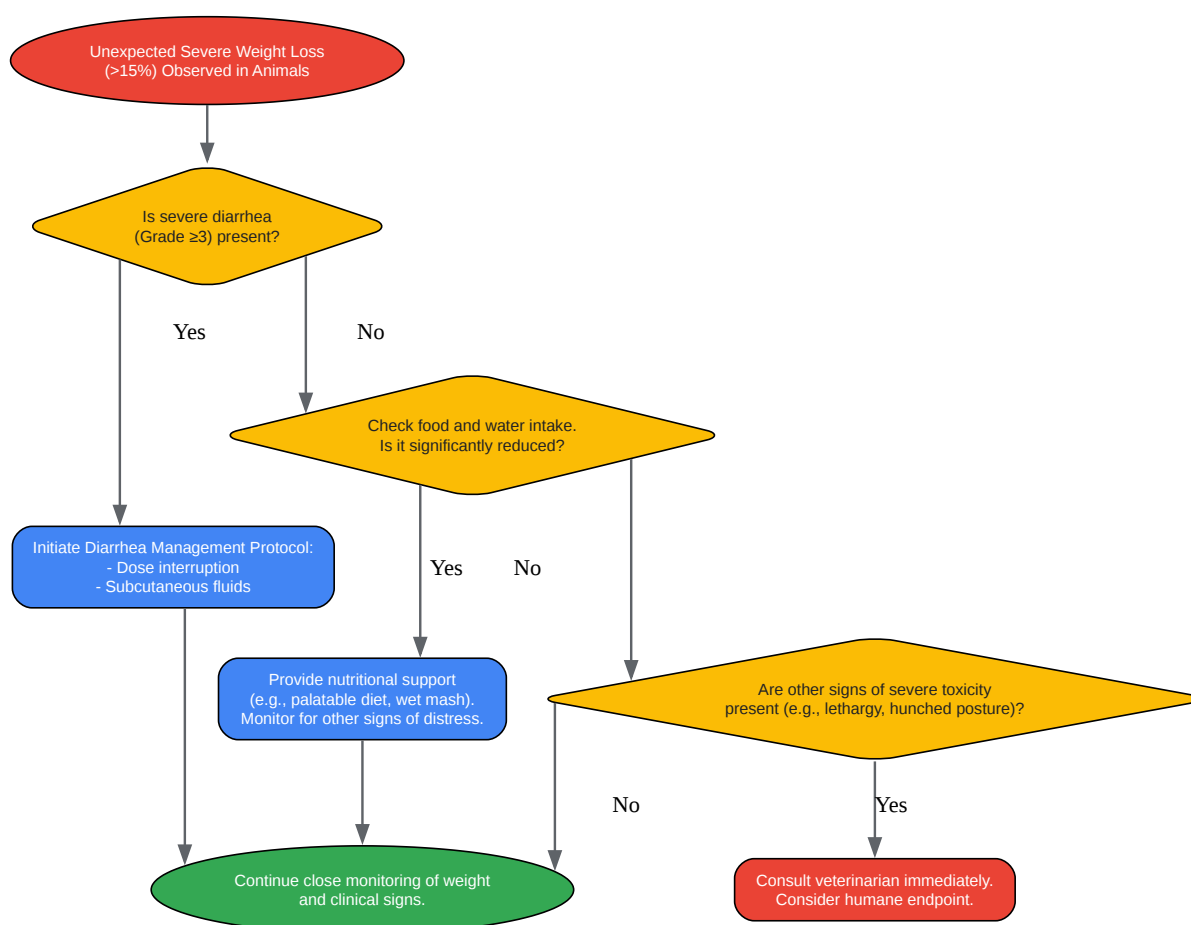 Unexpected Severe Weight Loss
(>15%) Observed in Animals
Is severe diarrhea
(Grade ≥3) present?
Yes
No
Check food and water intake.
Is it significantly reduced?
Initiate Diarrhea Management Protocol:
- Dose interruption
- Subcutaneous fluids
Yes
No
Provide nutritional support
(e.g., palatable diet, wet mash).
Monitor for other signs of distress.
Are other signs of severe toxicity
present (e.g., lethargy, hunched posture)?
No
Yes
Continue close monitoring of weight
and clinical signs.
Consult veterinarian immediately.
Consider humane endpoint.